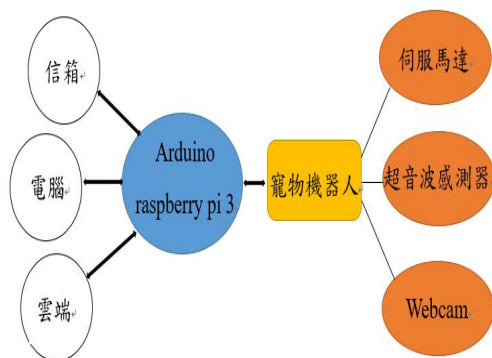 信箱
電腦
雲端
Arduino
raspberry pi 3
寵物機器人
伺服馬達
超音波感測器
Webcam